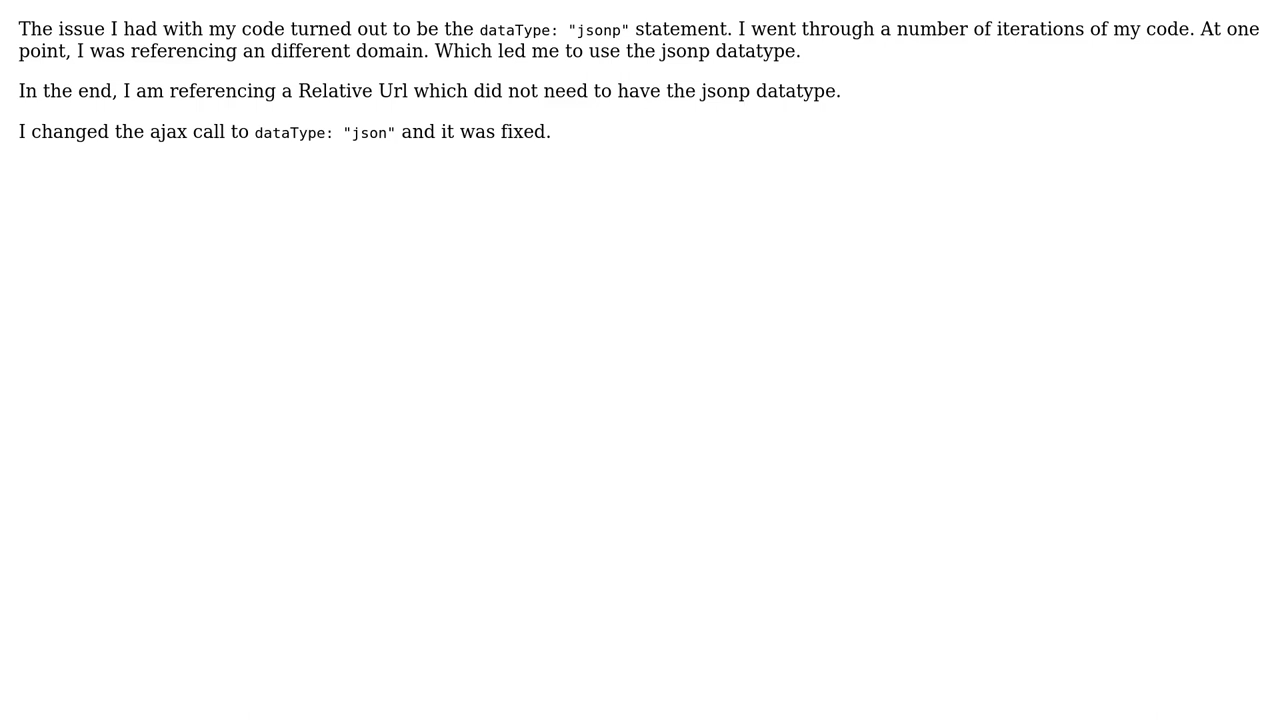 The issue I had with my code turned out to be the dataType: "jsonp" statement. I went through a number of iterations of my code. At one
point, I was referencing an different domain. Which led me to use the jsonp datatype.
In the end, I am referencing a Relative Url which did not need to have the jsonp datatype.
I changed the ajax call to dataType: "json" and it was fixed.